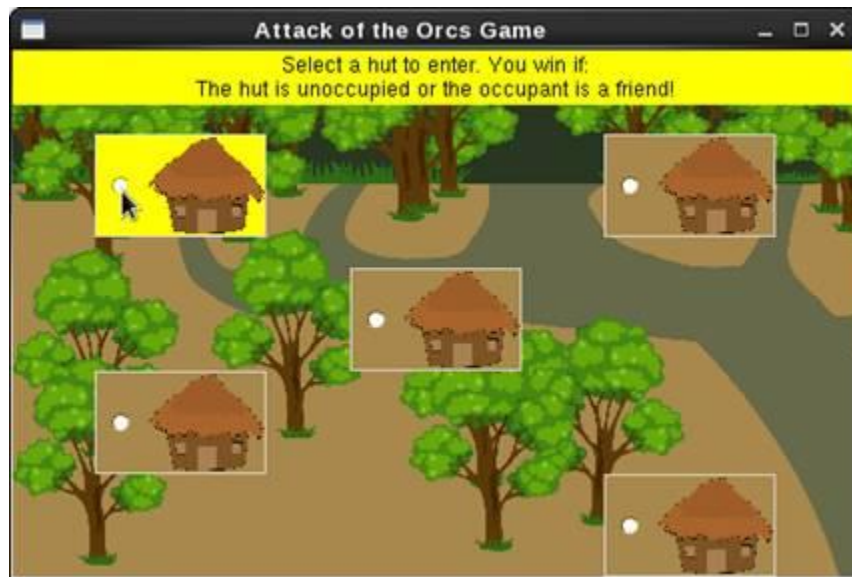 Attack of the Orcs Game
Select a hut to enter. You win if:
The hut is unoccupied or the occupant is a friend!